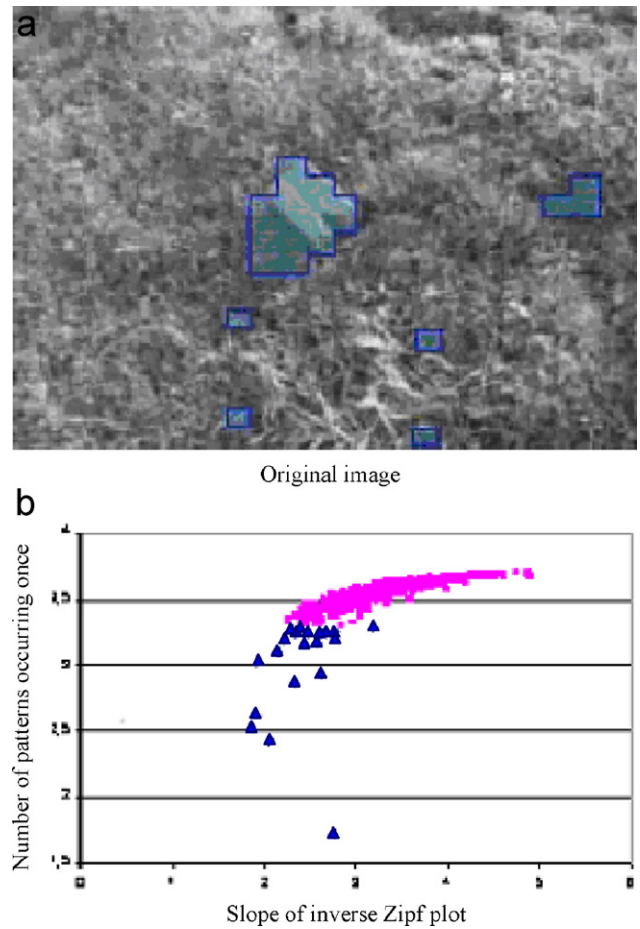 a
Original image
b
Number of patterns occurring once
Slope of inverse Zipf plot